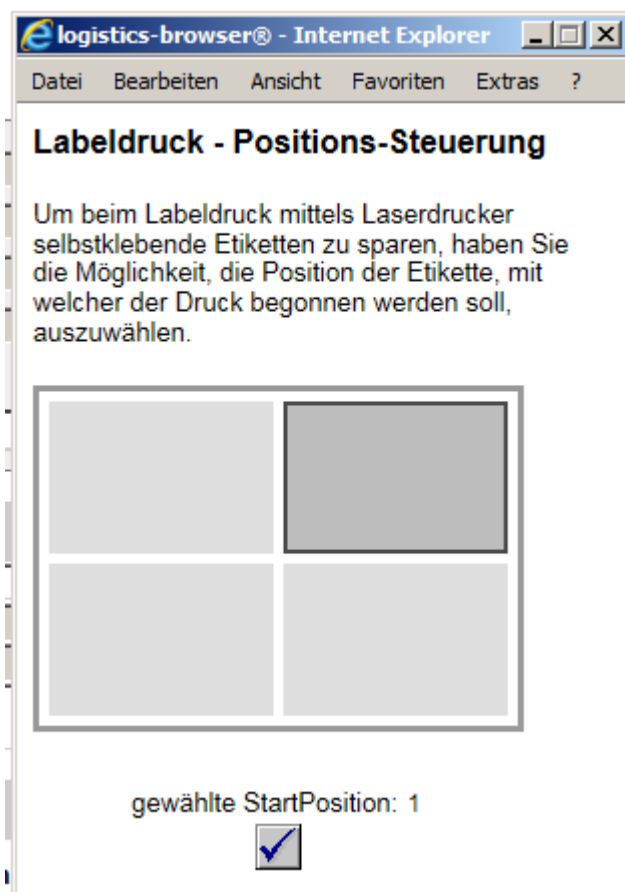 logistics-browser® - Internet Explorer
Datei Bearbeiten Ansicht Favoriten Extras ?
Labeldruck - Positions-Steuerung
Um beim Labeldruck mittels Laserdrucker
selbstklebende Etiketten zu sparen, haben Sie
die Möglichkeit, die Position der Etikette, mit
welcher der Druck begonnen werden soll,
auszuwählen.
gewählte StartPosition: 1